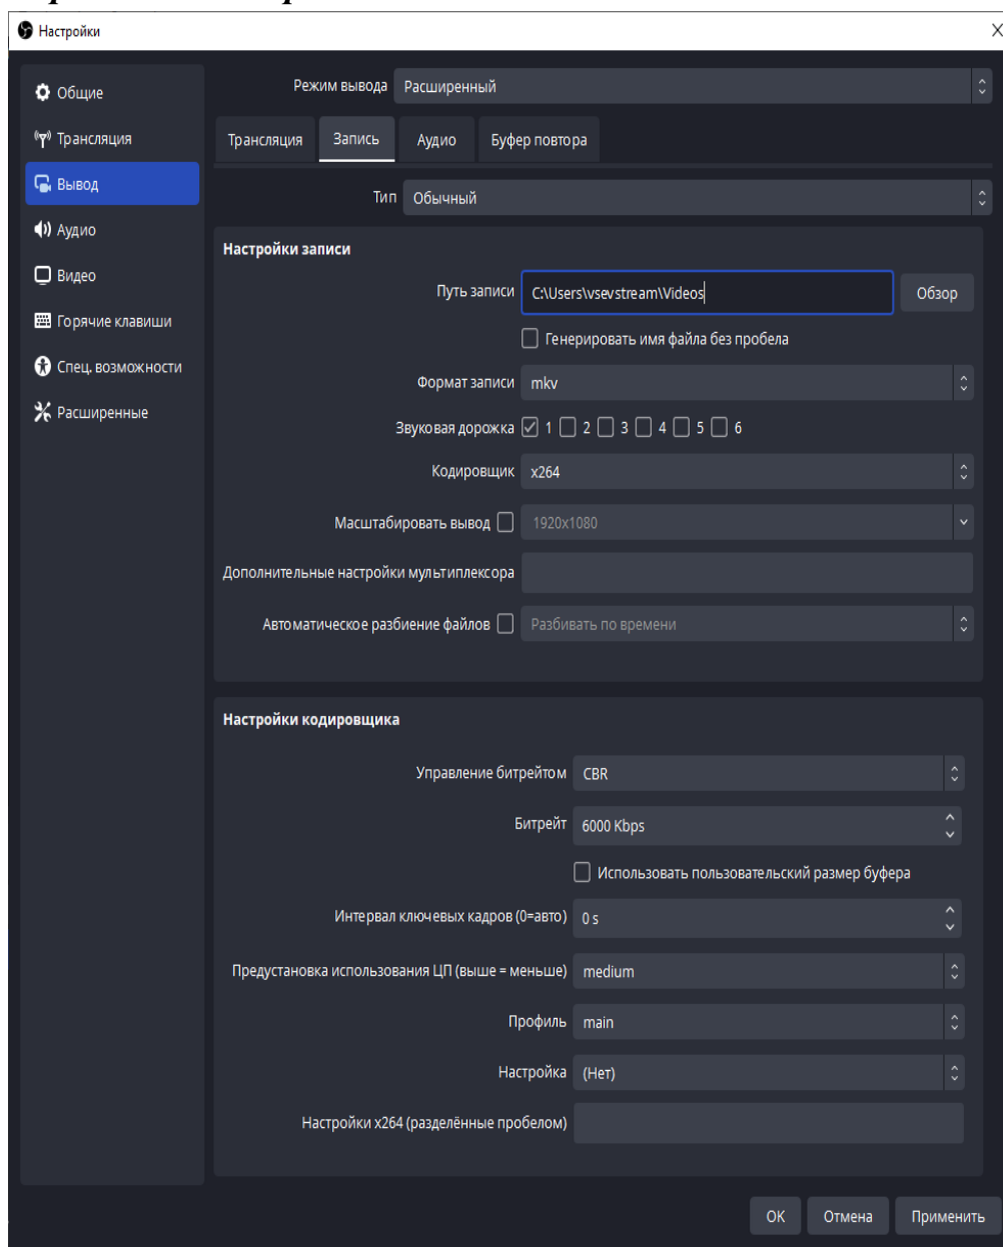 Настройки
Общие
Трансляция
Вывод
Аудио
Видео
Горячие клавиши
Спец. возможности
Расширенные
Режим вывода Расширенный
Трансляция Запись Аудио Буфер повтора
Тип Обычный
Настройки записи
Путь записи C:\Users\vsevstream\Videos Обзор
Генерировать имя файла без пробела
Формат записи mkv
Звуковая дорожка 1 2 3 4 5 6
Кодировщик x264
Масштабировать вывод 1920x1080
Дополнительные настройки мультиплексора
Автоматическое разбиение файлов Разбивать по времени
Настройки кодировщика
Управление битрейтом CBR
Битрейт 6000 Kbps
Использовать пользовательский размер буфера
Интервал ключевых кадров (0=авто) 0 s
Предустановка использования ЦП (выше = меньше) medium
Профиль main
Настройка (Нет)
Настройки x264 (разделённые пробелом)
ОК Отмена Применить